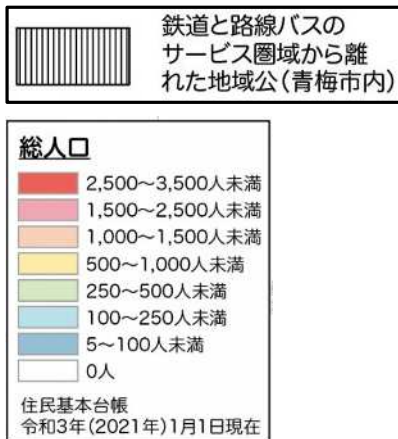 鉄道と路線バスの
サービス圏域から離
れた地域公(青梅市内)
総人口
2,500〜3,500人未満
1,500〜2,500人未満
1,000〜1,500人未満
500〜1,000人未満
250〜500人未満
100〜250人未満
5〜100人未満
0人
住民基本台帳
令和3年(2021年)1月1日現在